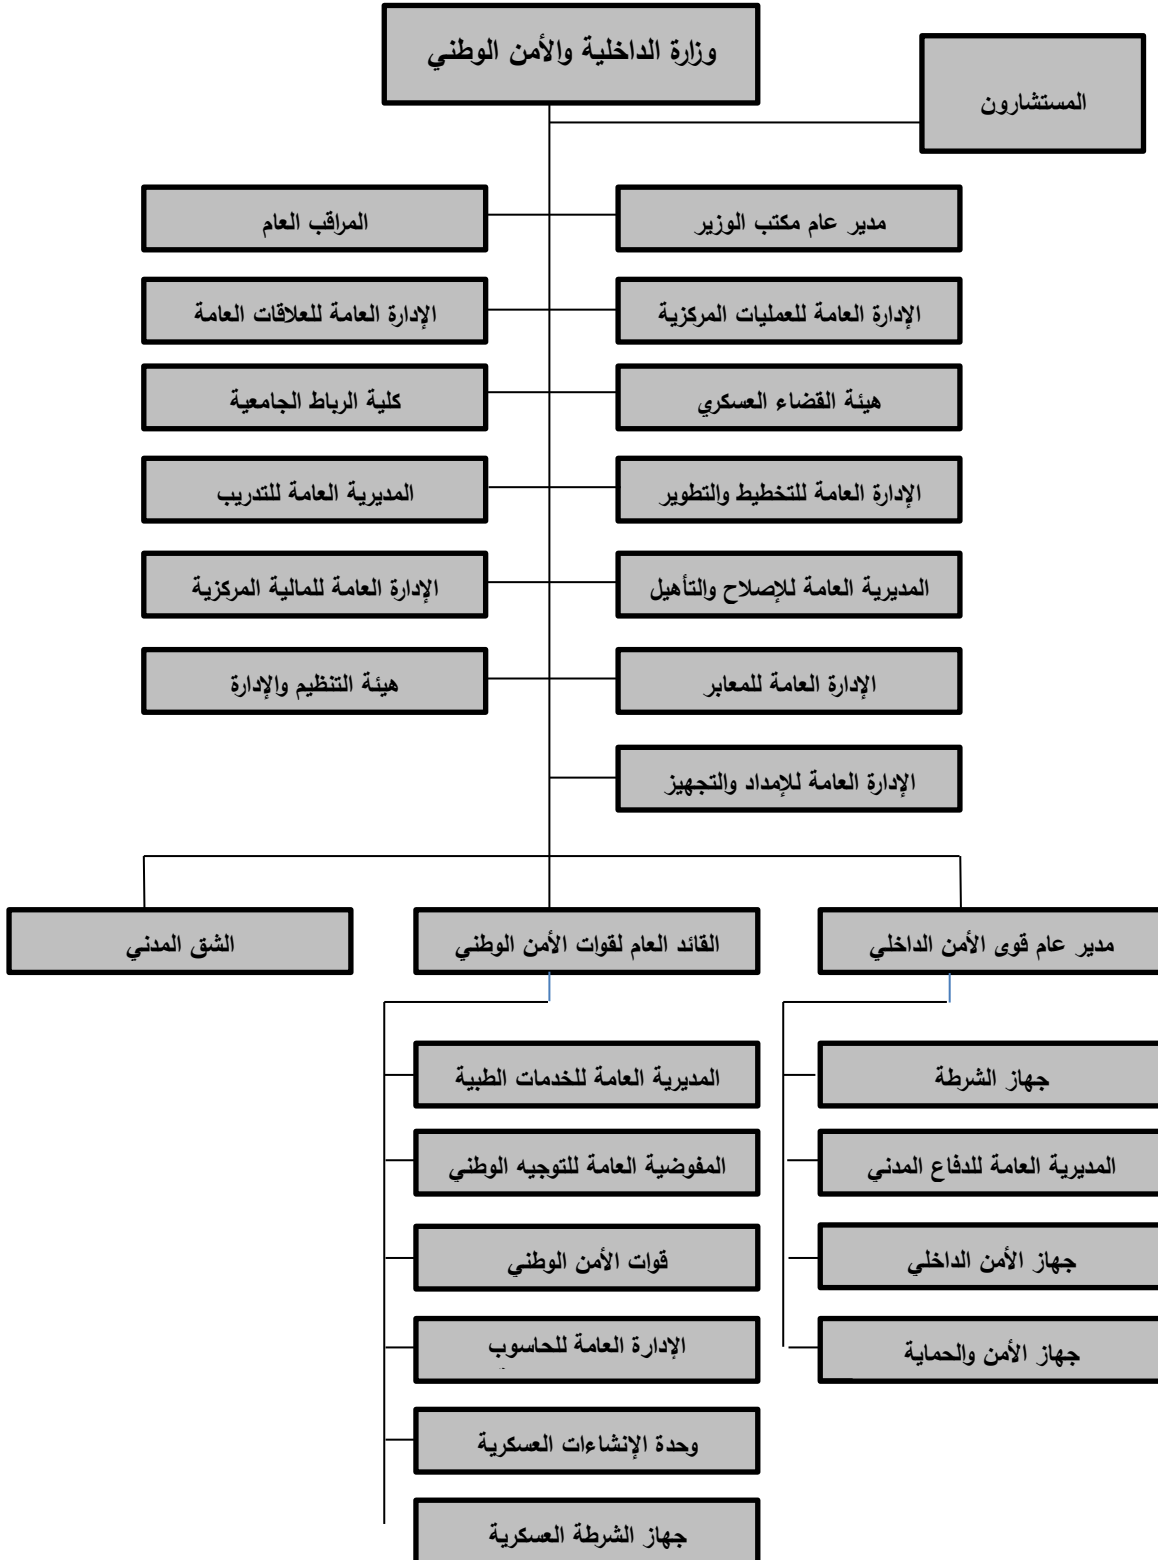 وزارة الداخلية والأمن الوطني
المستشارون
مدير عام مكتب الوزير
المراقب العام
الإدارة العامة للعمليات المركزية
الإدارة العامة للعلاقات العامة
هيئة القضاء العسكري
كلية الرباط الجامعية
الإدارة العامة للتخطيط والتطوير
المديرية العامة للتدريب
المديرية العامة للإصلاح والتأهيل
الإدارة العامة للمالية المركزية
الإدارة العامة للمعابر
هيئة التنظيم والإدارة
الإدارة العامة للإمداد والتجهيز
مدير عام قوى الأمن الداخلي
القائد العام لقوات الأمن الوطني
الشق المدني
جهاز الشرطة
المديرية العامة للدفاع المدني
جهاز الأمن الداخلي
جهاز الأمن والحماية
المديرية العامة للخدمات الطبية
المفوضية العامة للتوجيه الوطني
قوات الأمن الوطني
الإدارة العامة للحاسوب
وحدة الإنشاءات العسكرية
جهاز الشرطة العسكرية